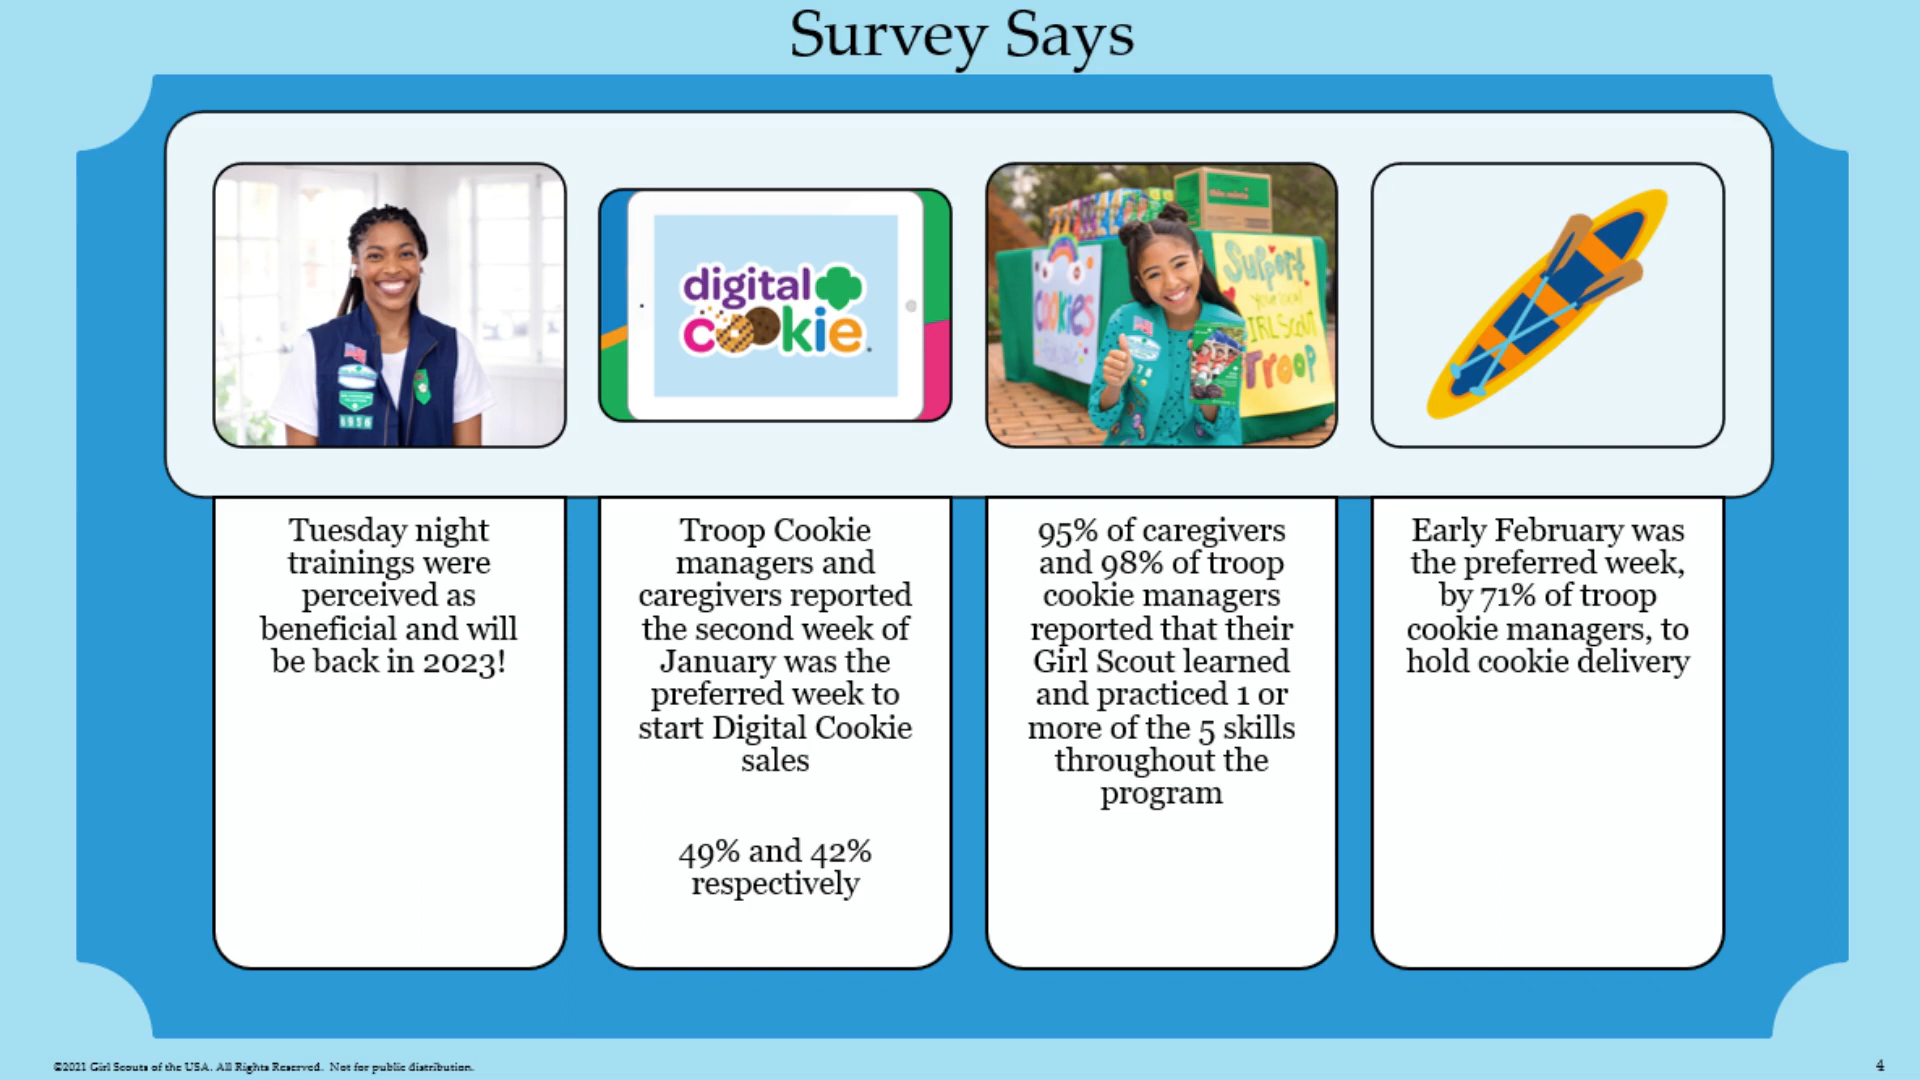 Survey Says
digital
cookie
Cookies
Support
YOUR LOCAL
GIRL SCOUT
Troop
Tuesday night
trainings were
perceived as
beneficial and will
be back in 2023!
Troop Cookie
managers and
caregivers reported
the second week of
January was the
preferred week to
start Digital Cookie
sales
49% and 42%
respectively
95% of caregivers
and 98% of troop
cookie managers
reported that their
Girl Scout learned
and practiced 1 or
more of the 5 skills
throughout the
program
Early February was
the preferred week,
by 71% of troop
cookie managers, to
hold cookie delivery
©2021 Girl Scouts of the USA. All Rights Reserved. Not for public distribution.
4